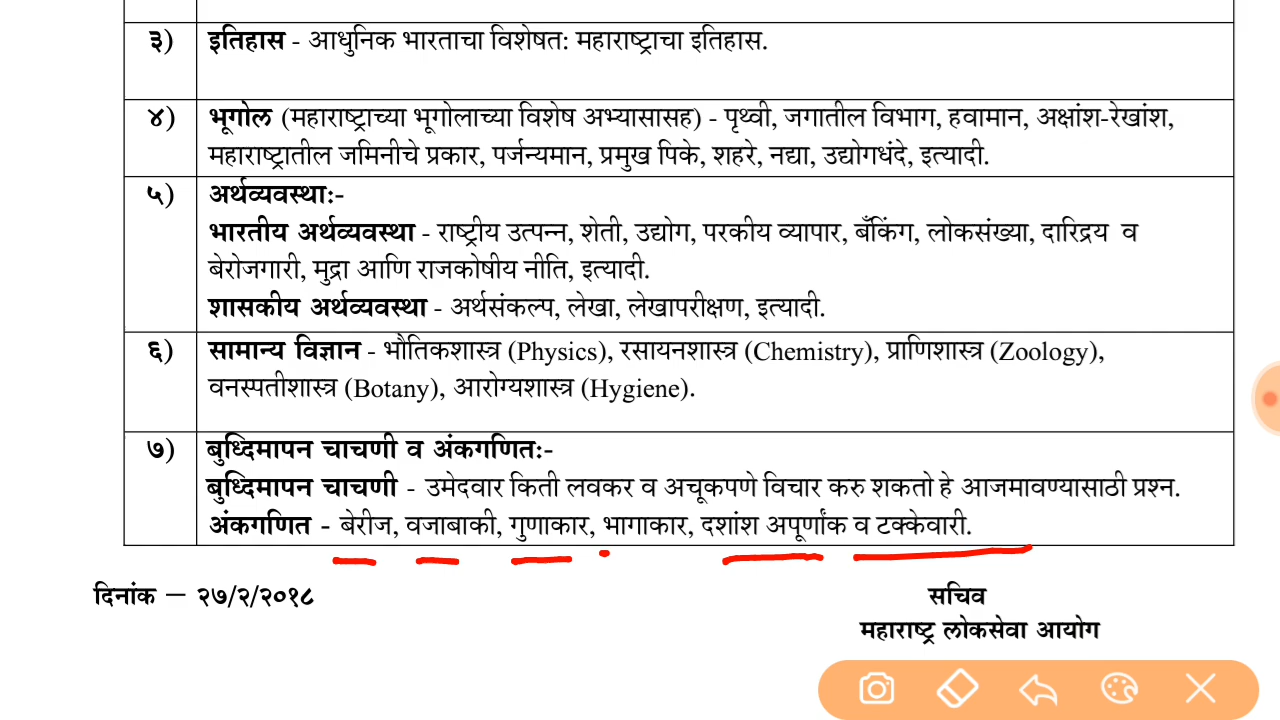 ३) इतिहास - आधुनिक भारताचा विशेषत: महाराष्ट्राचा इतिहास.
४) भूगोल (महाराष्ट्राच्या भूगोलाच्या विशेष अभ्यासासह) - पृथ्वी, जगातील विभाग, हवामान, अक्षांश-रेखांश,
महाराष्ट्रातील जमिनीचे प्रकार, पर्जन्यमान, प्रमुख पिके, शहरे, नद्या, उद्योगधंदे, इत्यादी.
५) अर्थव्यवस्था:-
भारतीय अर्थव्यवस्था - राष्ट्रीय उत्पन्न, शेती, उद्योग, परकीय व्यापार, बँकिंग, लोकसंख्या, दारिद्रय व
बेरोजगारी, मुद्रा आणि राजकोषीय नीति, इत्यादी.
शासकीय अर्थव्यवस्था - अर्थसंकल्प, लेखा, लेखापरीक्षण, इत्यादी.
६) सामान्य विज्ञान - भौतिकशास्त्र (Physics), रसायनशास्त्र (Chemistry), प्राणिशास्त्र (Zoology),
वनस्पतीशास्त्र (Botany), आरोग्यशास्त्र (Hygiene).
७) बुध्दिमापन चाचणी व अंकगणित:-
बुध्दिमापन चाचणी - उमेदवार किती लवकर व अचूकपणे विचार करु शकतो हे आजमावण्यासाठी प्रश्न.
अंकगणित - बेरीज, वजाबाकी, गुणाकार, भागाकार, दशांश अपूर्णांक व टक्केवारी.
दिनांक – २७/२/२०१८
सचिव
महाराष्ट्र लोकसेवा आयोग